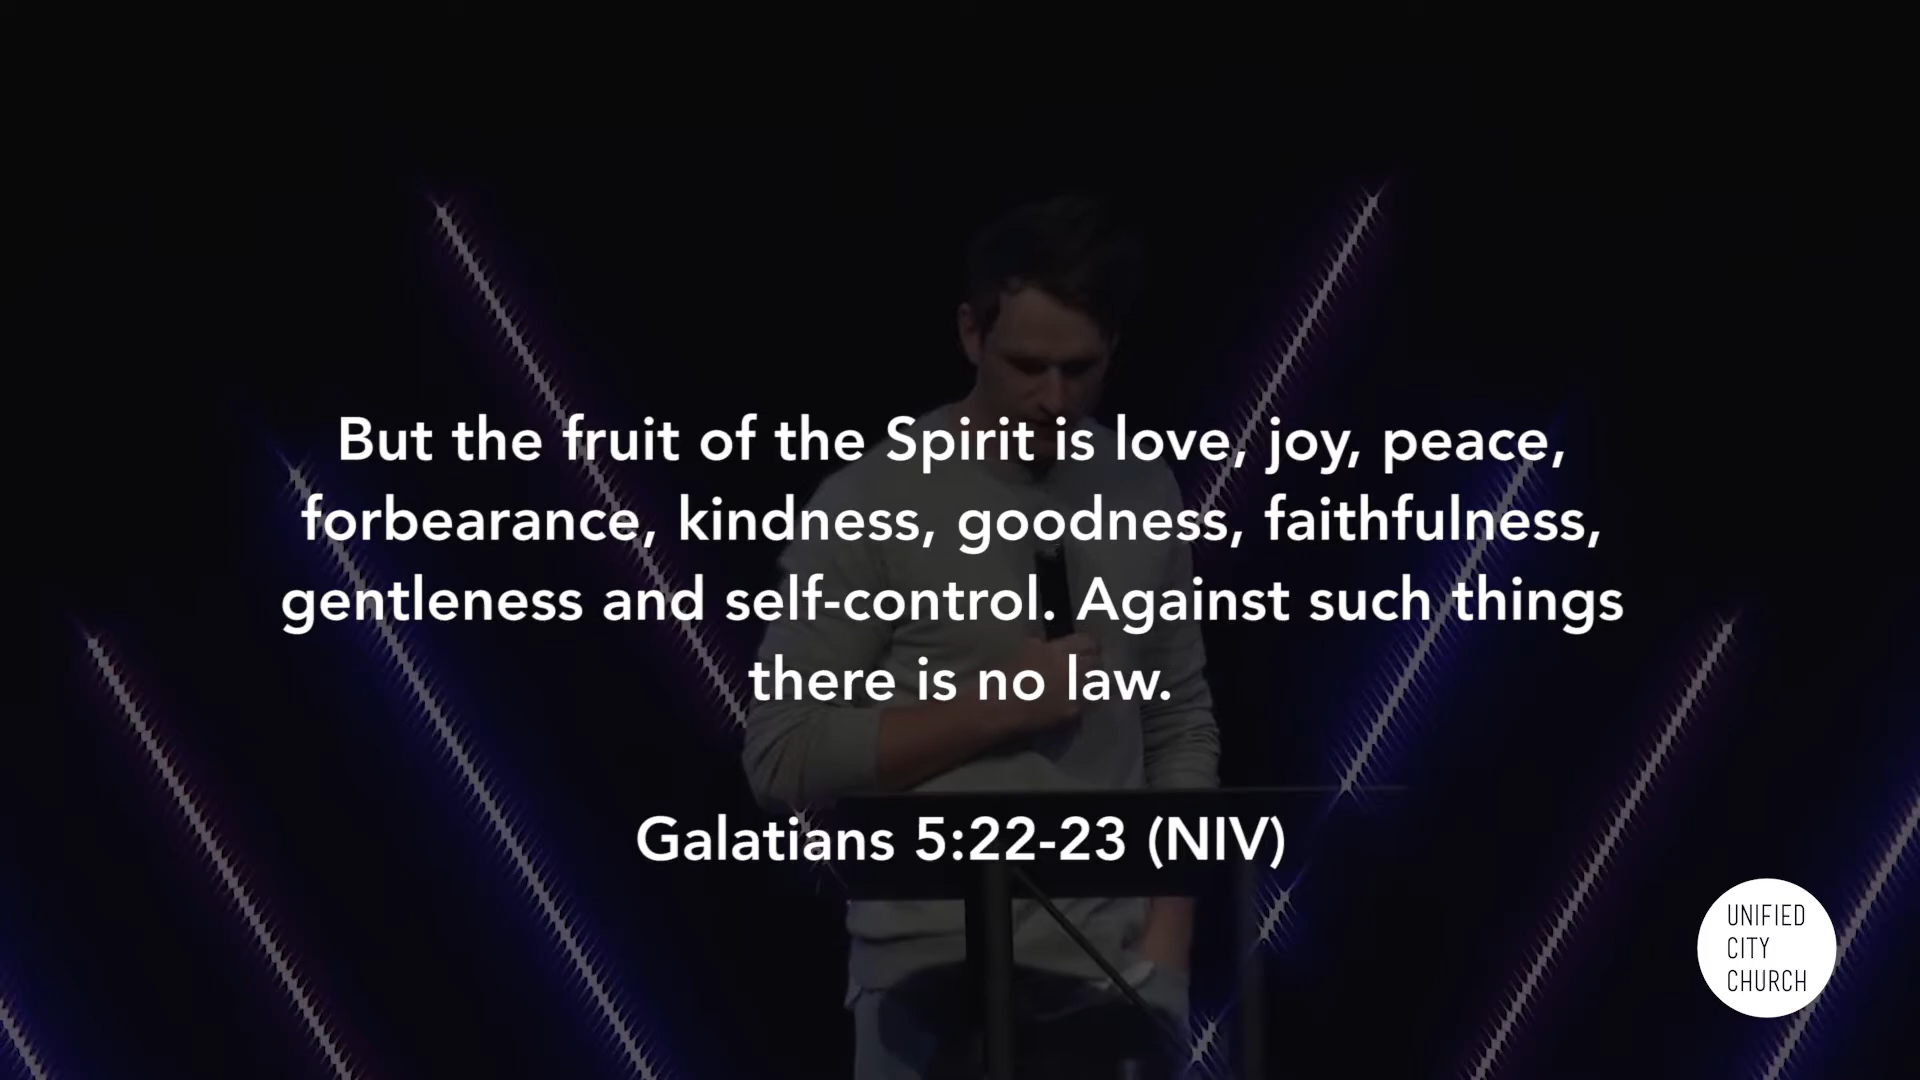 But the fruit of the Spirit is love, joy, peace,
forbearance, kindness, goodness, faithfulness,
gentleness and self-control. Against such things
there is no law.
Galatians 5:22-23 (NIV)
UNIFIED
CITY
CHURCH